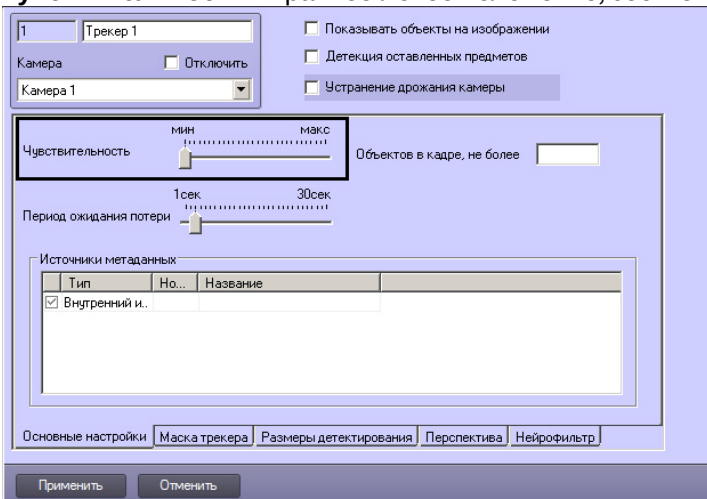 1 Трекер 1
Показывать объекты на изображении
Камера Отключить
Детекция оставленных предметов
Камера 1
Устранение дрожания камеры
мин макс
Чувствительность
Объектов в кадре, не более
1сек 30сек
Период ожидания потери
Источники метаданных
Тип Но... Название
Внутренний и..
Основные настройки Маска трекера Размеры детектирования Перспектива Нейрофильтр
Применить Отменить